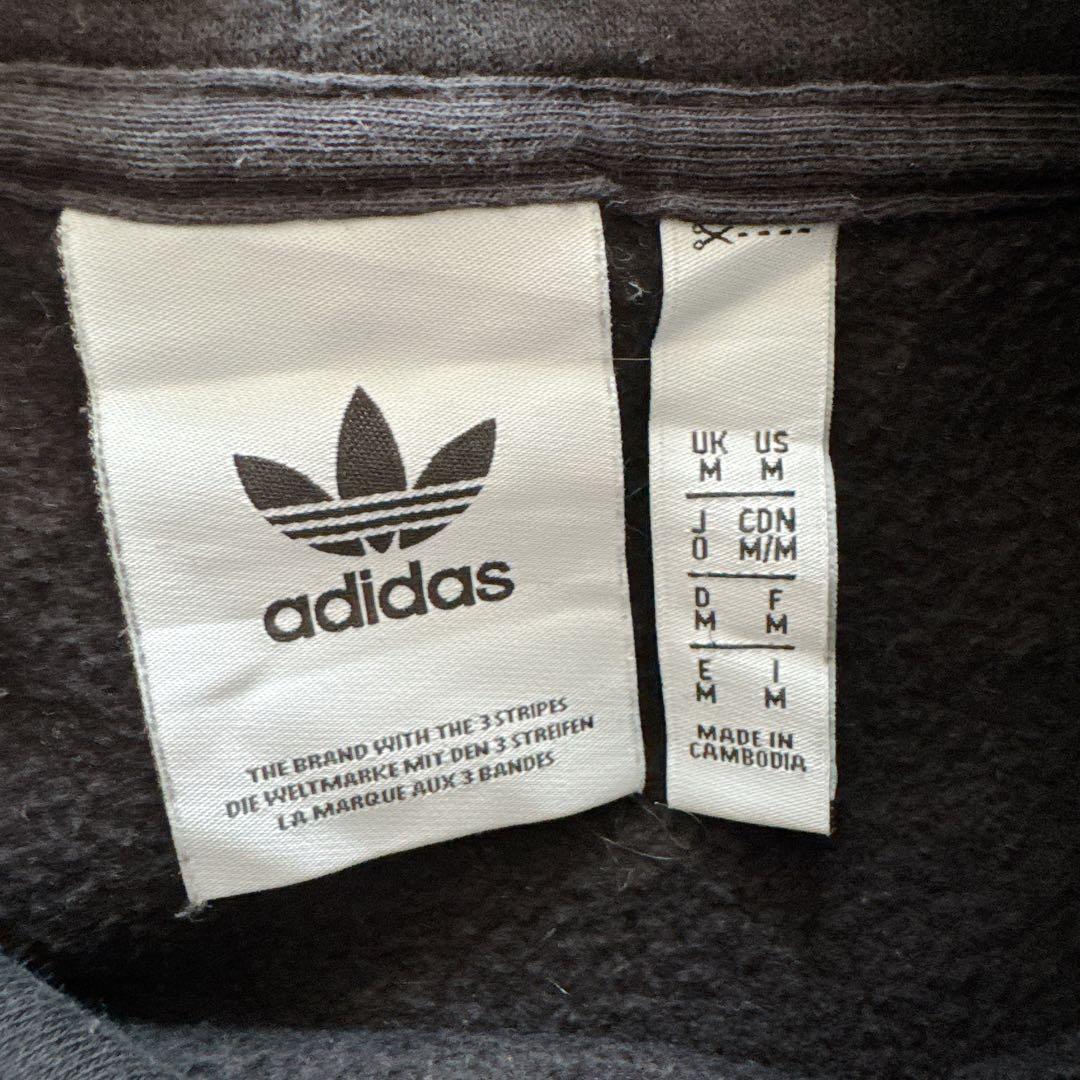 adidas
THE BRAND WITH THE 3 STRIPES
DIE WELTMARKE MIT DEN 3 STREIFEN
LA MARQUE AUX 3 BANDES
UK US
M M
J CDN
O M/M
D F
M M
E I
M M
MADE IN
CAMBODIA